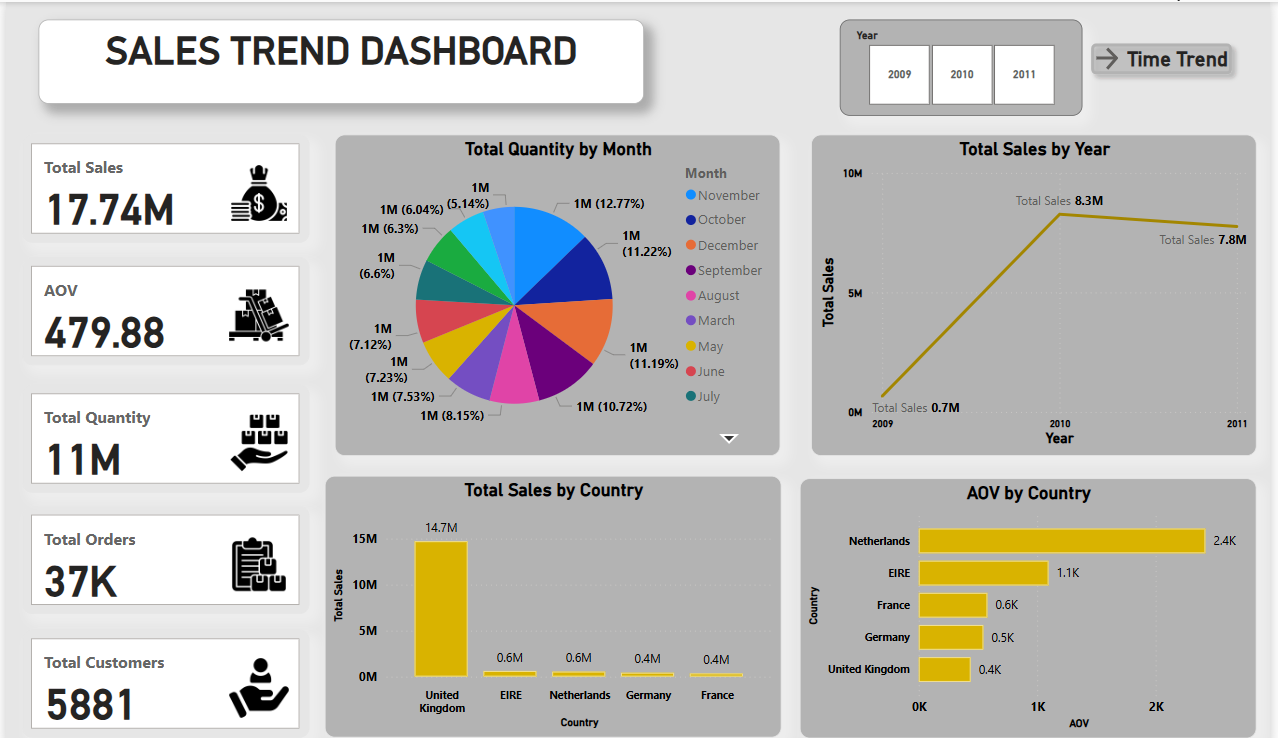 SALES TREND DASHBOARD
Year
2009
2010
2011
Time Trend
Total Sales
17.74M
AOV
479.88
Total Quantity
11M
Total Orders
37K
Total Customers
5881
Total Quantity by Month
1M (12.77%)
1M
(11.22%)
1M
(11.19%)
1M (10.72%)
1M (8.15%)
1M (7.53%)
1M
(7.23%)
1M
(7.12%)
1M
(6.6%)
1M (6.3%)
1M (6.04%)
1M
(5.14%)
Month
November
October
December
September
August
March
May
June
July
Total Sales by Year
Total Sales
10M
5M
0M
Total Sales 0.7M
Total Sales 8.3M
Total Sales 7.8M
2009
2010
2011
Year
Total Sales by Country
Total Sales
15M
10M
5M
0M
14.7M
0.6M
0.6M
0.4M
0.4M
United
Kingdom
EIRE
Netherlands
Germany
France
Country
AOV by Country
Country
Netherlands
2.4K
EIRE
1.1K
France
0.6K
Germany
0.5K
United Kingdom
0.4K
0K
1K
2K
AOV